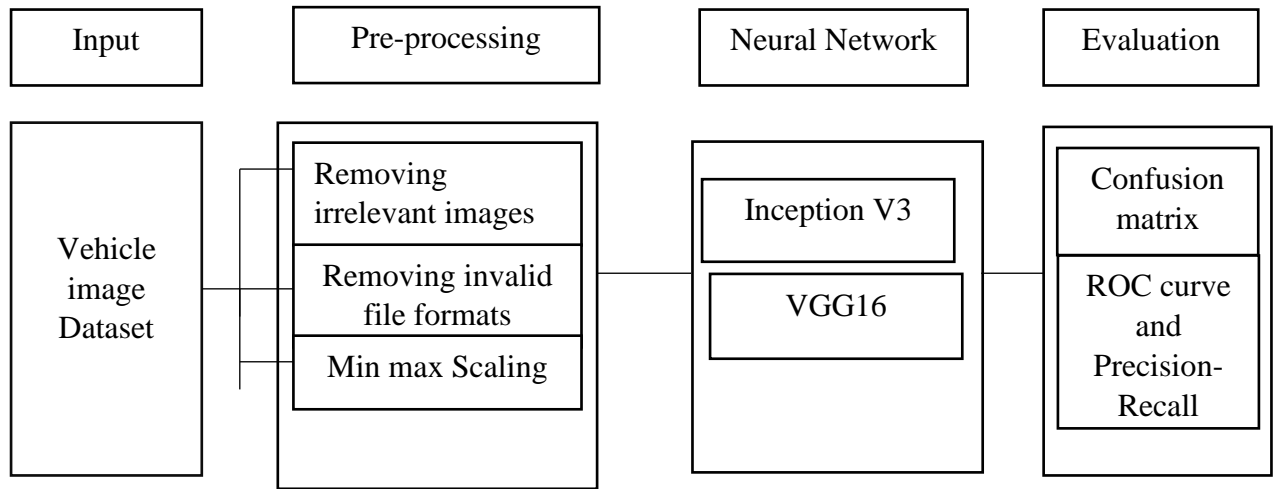 Input
Pre-processing
Neural Network
Evaluation
Vehicle
image
Dataset
Removing
irrelevant images
Removing invalid
file formats
Min max Scaling
Inception V3
VGG16
Confusion
matrix
ROC curve
and
Precision-
Recall